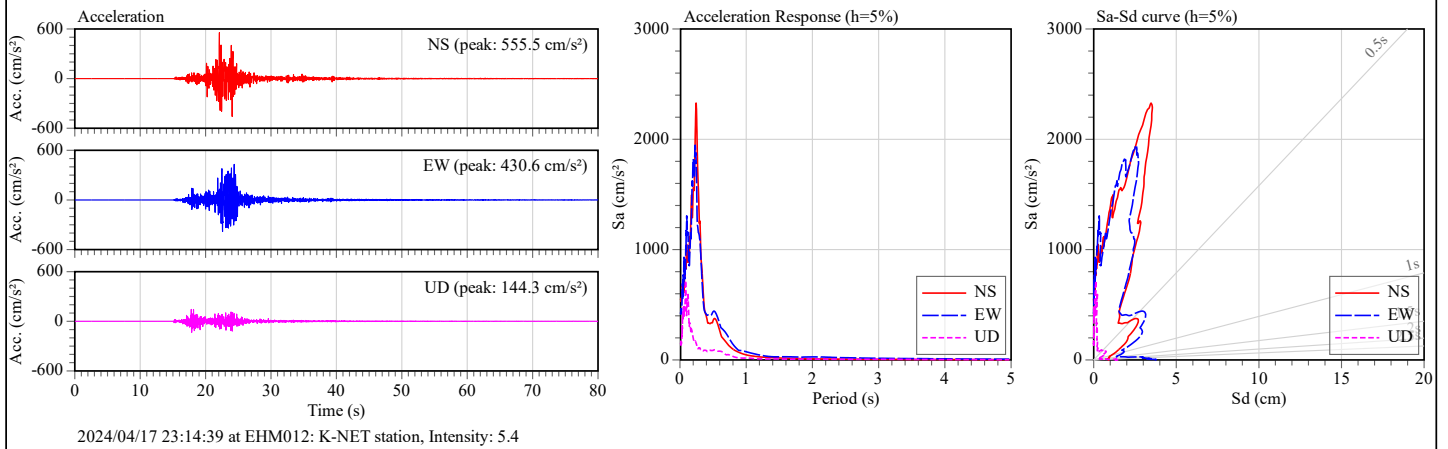 Acceleration
600
0
-600
Acc. (cm/s²)
NS (peak: 555.5 cm/s²)
600
0
-600
Acc. (cm/s²)
EW (peak: 430.6 cm/s²)
600
0
-600
Acc. (cm/s²)
UD (peak: 144.3 cm/s²)
0 10 20 30 40 50 60 70 80
Time (s)
Acceleration Response (h=5%)
3000
2000
1000
0
Sa (cm/s²)
NS
EW
UD
0 1 2 3 4 5
Period (s)
Sa-Sd curve (h=5%)
3000
2000
1000
0
Sa (cm/s²)
0.5s
1s
NS
EW
UD
0 5 10 15 20
Sd (cm)
2024/04/17 23:14:39 at EHM012: K-NET station, Intensity: 5.4